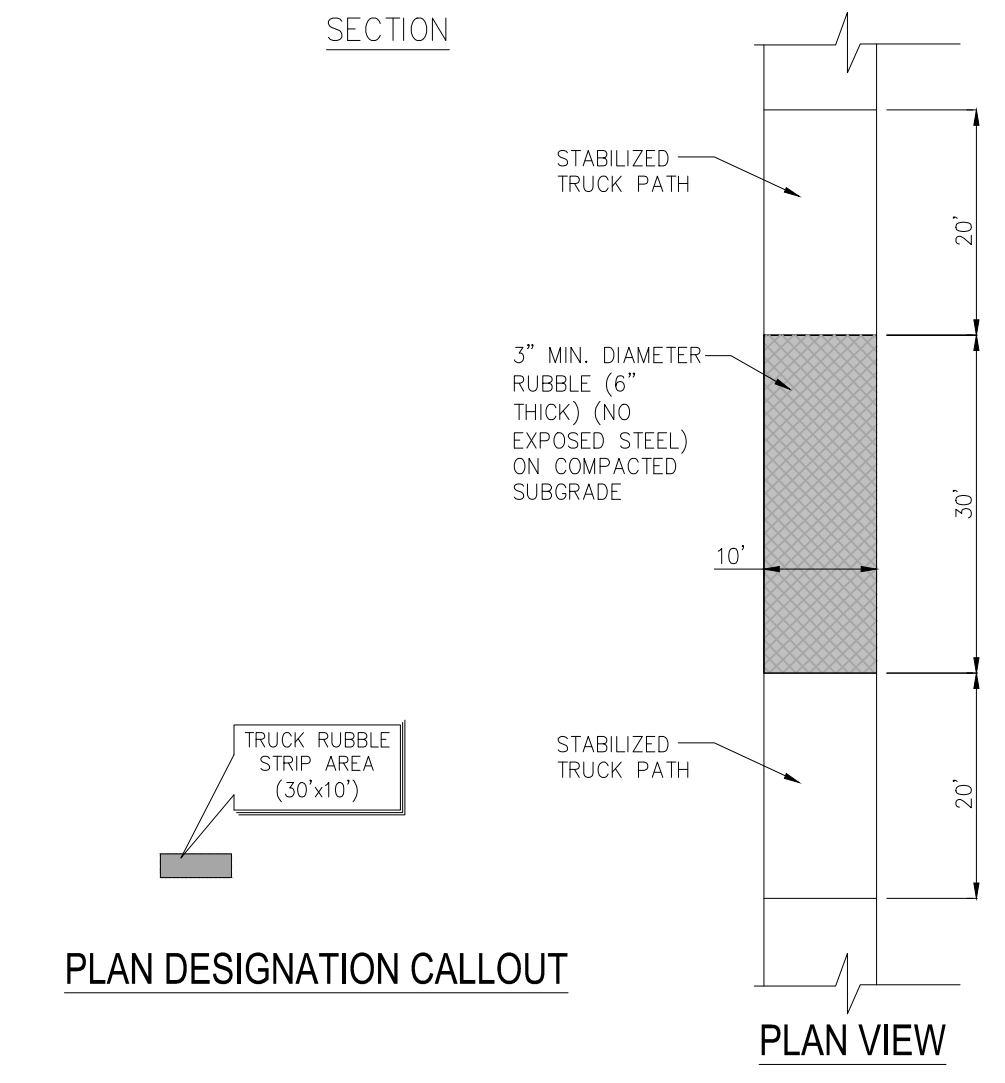 SECTION
STABILIZED
TRUCK PATH
20'
3" MIN. DIAMETER
RUBBLE (6"
THICK) (NO
EXPOSED STEEL)
ON COMPACTED
SUBGRADE
30'
10'
TRUCK RUBBLE
STRIP AREA
(30'x10')
STABILIZED
TRUCK PATH
20'
PLAN DESIGNATION CALLOUT
PLAN VIEW